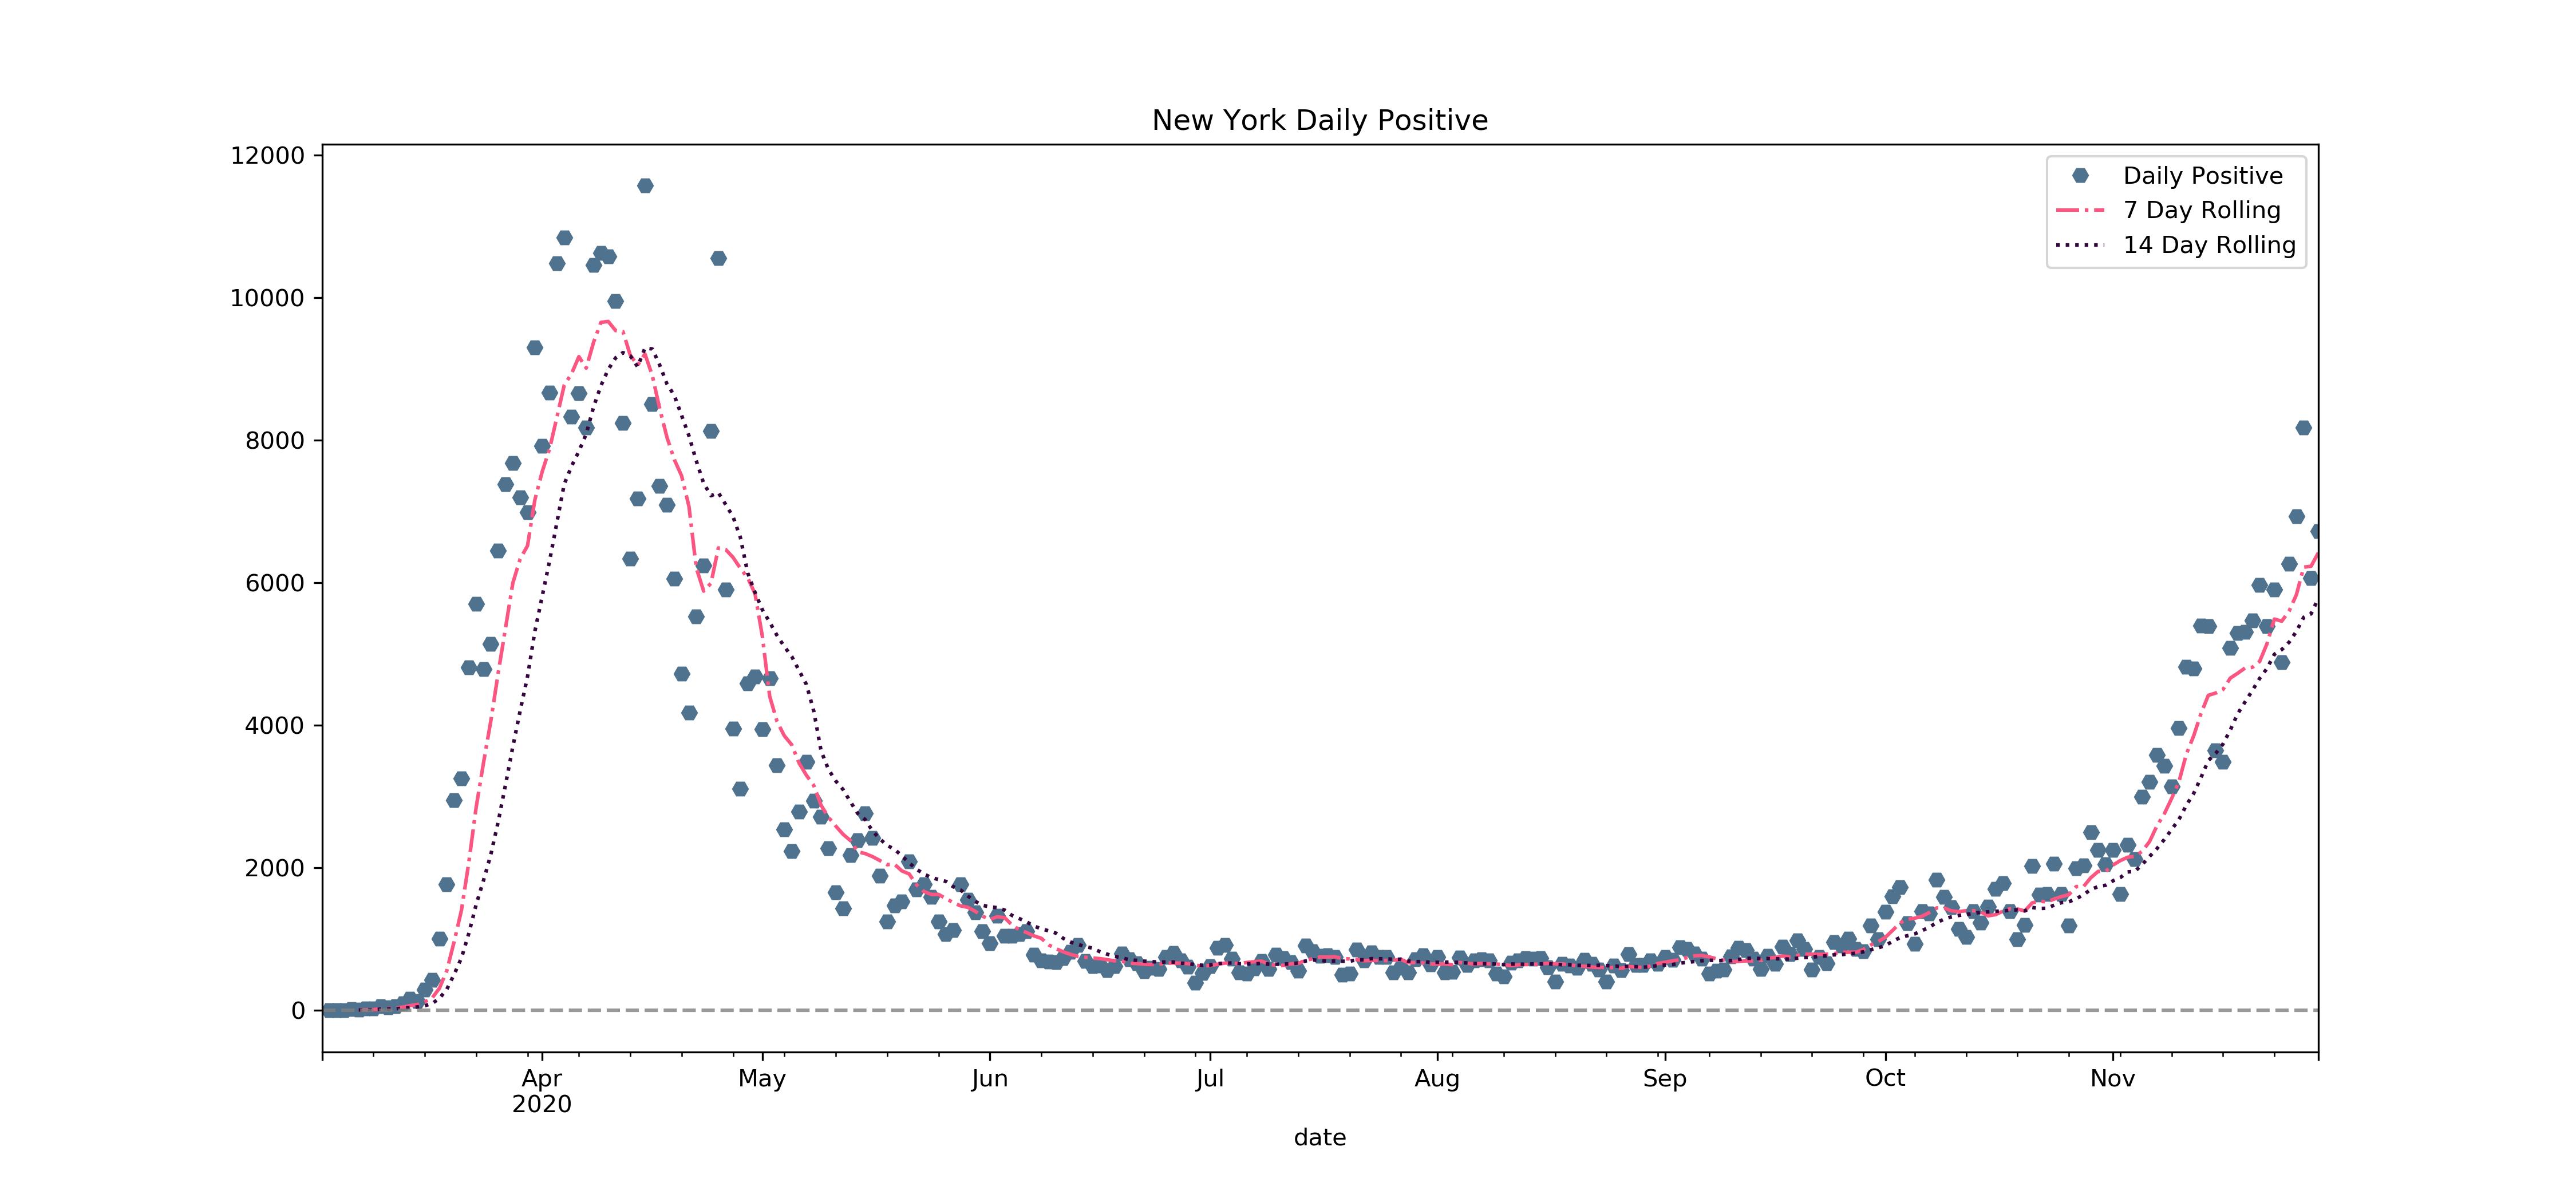 New York Daily Positive
12000
10000
8000
6000
4000
2000
0
Daily Positive
7 Day Rolling
14 Day Rolling
Apr
2020
May
Jun
Jul
Aug
Sep
Oct
Nov
date